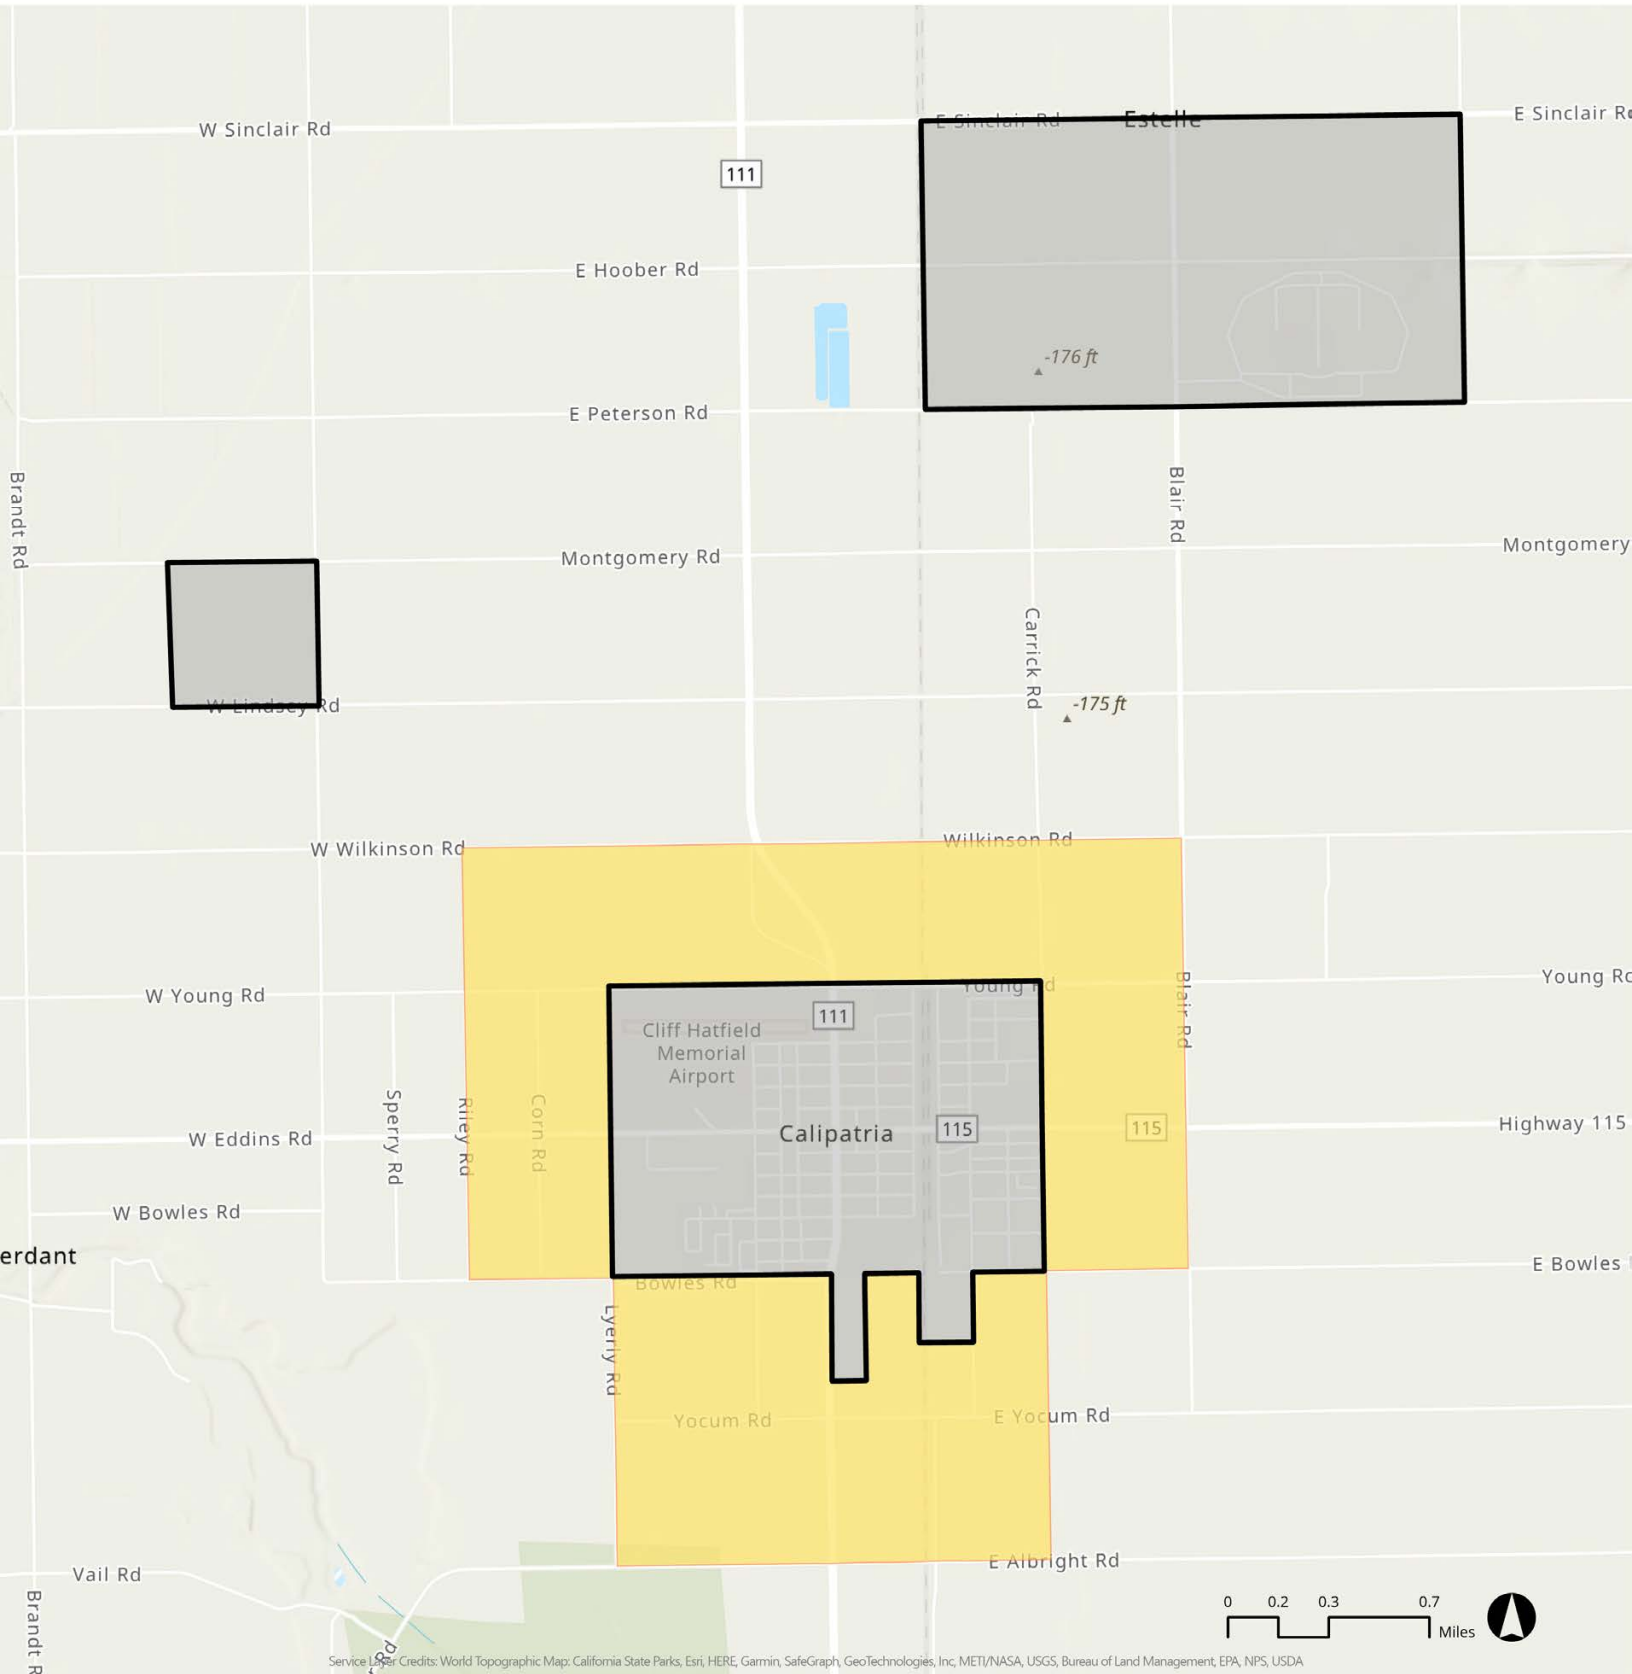 W Sinclair Rd
E Sinclair Rd
Estelle
E Sinclair Rd
111
E Hoober Rd
-176 ft
E Peterson Rd
Brandt Rd
Blair Rd
Montgomery Rd
Montgomery
Carrick Rd
W Lindsey Rd
-175 ft
W Wilkinson Rd
Wilkinson Rd
W Young Rd
Young Rd
Young Rd
Blair Rd
111
Cliff Hatfield
Memorial
Airport
Sperry Rd
Riley Rd
Corn Rd
W Eddins Rd
Calipatria
115
115
Highway 115
W Bowles Rd
erdant
Bowles Rd
E Bowles
Lyerly Rd
Yocum Rd
E Yocum Rd
E Albright Rd
Vail Rd
Brandt R
r Rd
0 0.2 0.3 0.7
Miles
Service Layer Credits: World Topographic Map: California State Parks, Esri, HERE, Garmin, SafeGraph, GeoTechnologies, Inc, METI/NASA, USGS, Bureau of Land Management, EPA, NPS, USDA